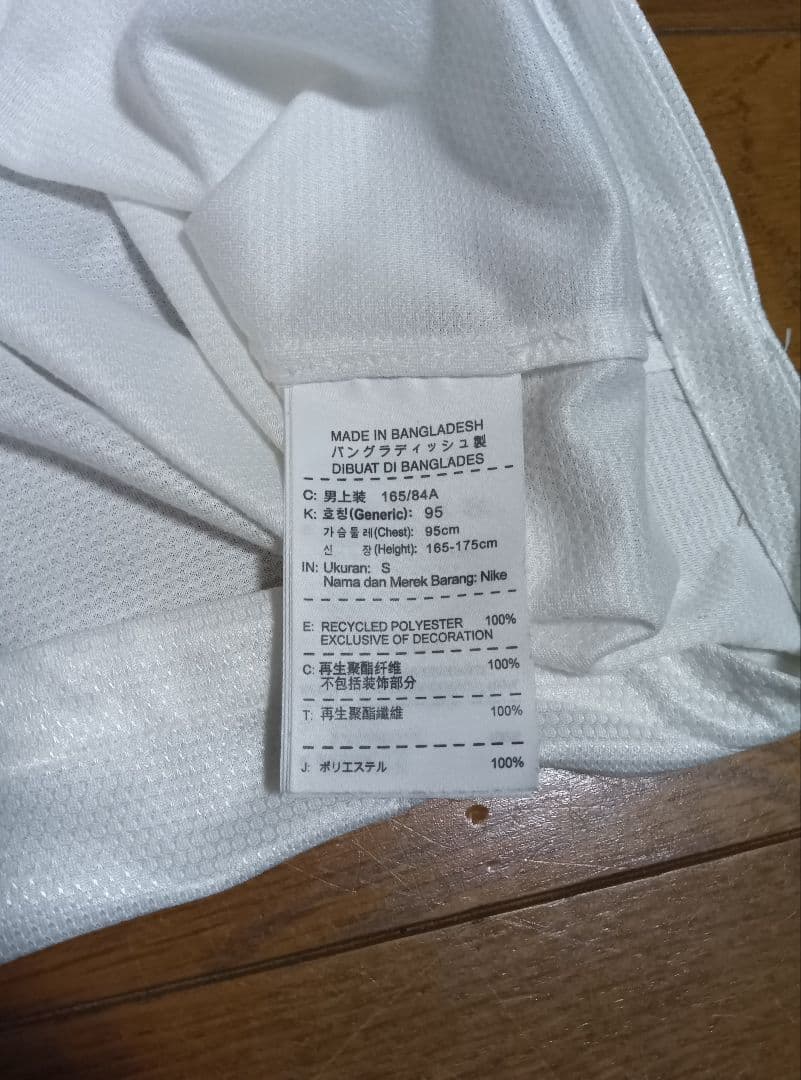 MADE IN BANGLADESH
バングラディッシュ製
DIBUAT DI BANGLADES
C: 男上装 165/84A
K: 호칭(Generic): 95
가슴둘레(Chest): 95cm
신 장(Height): 165-175cm
IN: Ukuran: S
Nama dan Merek Barang: Nike
E: RECYCLED POLYESTER 100%
EXCLUSIVE OF DECORATION
C: 再生聚酯纤维 100%
不包括装饰部分
T: 再生聚酯纖維 100%
J: ポリエステル 100%